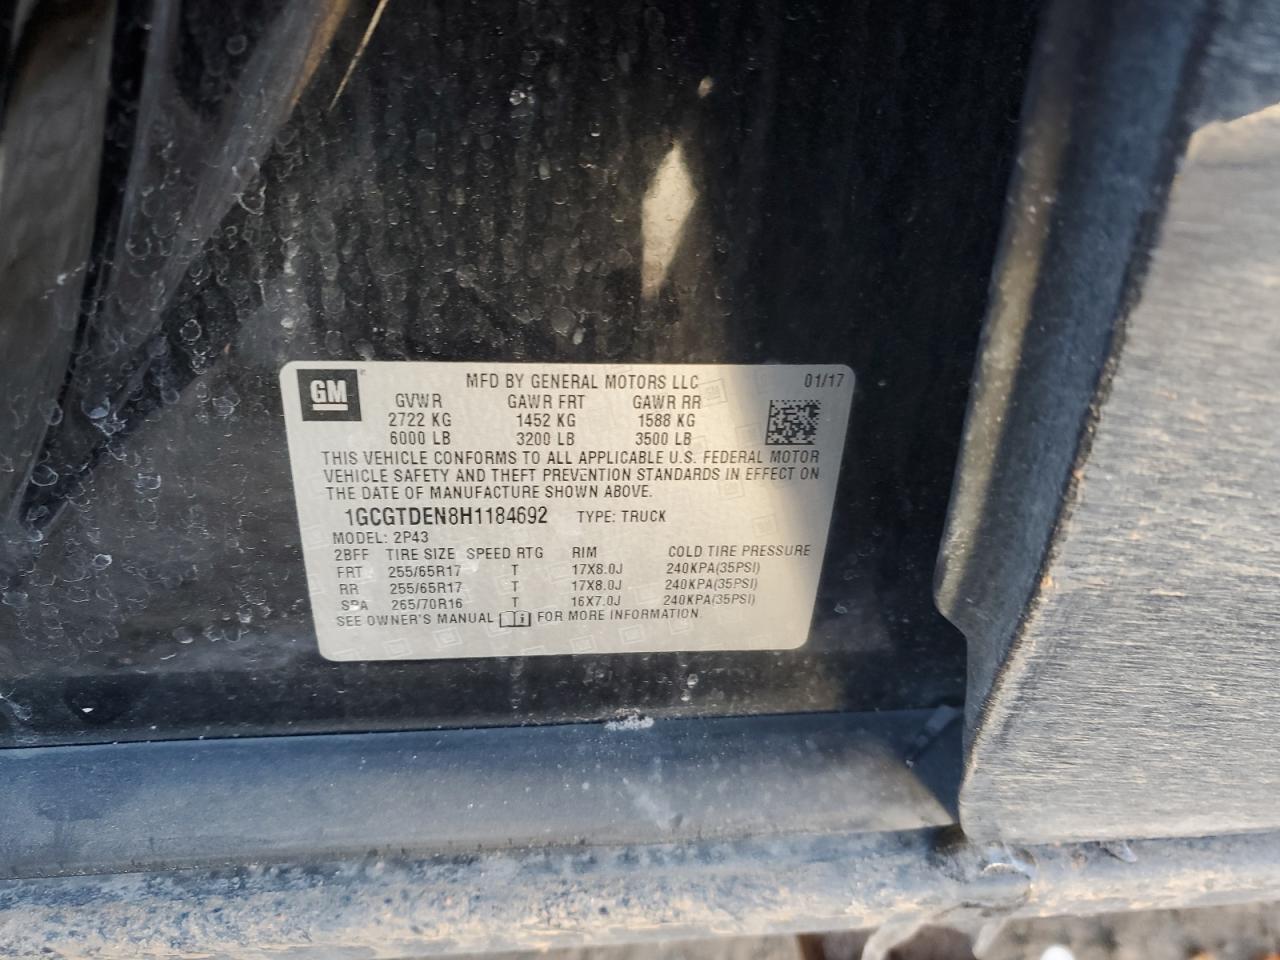 GM
MFD BY GENERAL MOTORS LLC 01/17
GVWR GAWR FRT GAWR RR
2722 KG 1452 KG 1588 KG
6000 LB 3200 LB 3500 LB
THIS VEHICLE CONFORMS TO ALL APPLICABLE U.S. FEDERAL MOTOR
VEHICLE SAFETY AND THEFT PREVENTION STANDARDS IN EFFECT ON
THE DATE OF MANUFACTURE SHOWN ABOVE.
1GCGTDEN8H1184692 TYPE: TRUCK
MODEL: 2P43
2BFF TIRE SIZE SPEED RTG RIM COLD TIRE PRESSURE
FRT 255/65R17 T 17X8.0J 240KPA(35PSI)
RR 255/65R17 T 17X8.0J 240KPA(35PSI)
SPA 265/70R16 T 16X7.0J 240KPA(35PSI)
SEE OWNER'S MANUAL i FOR MORE INFORMATION.